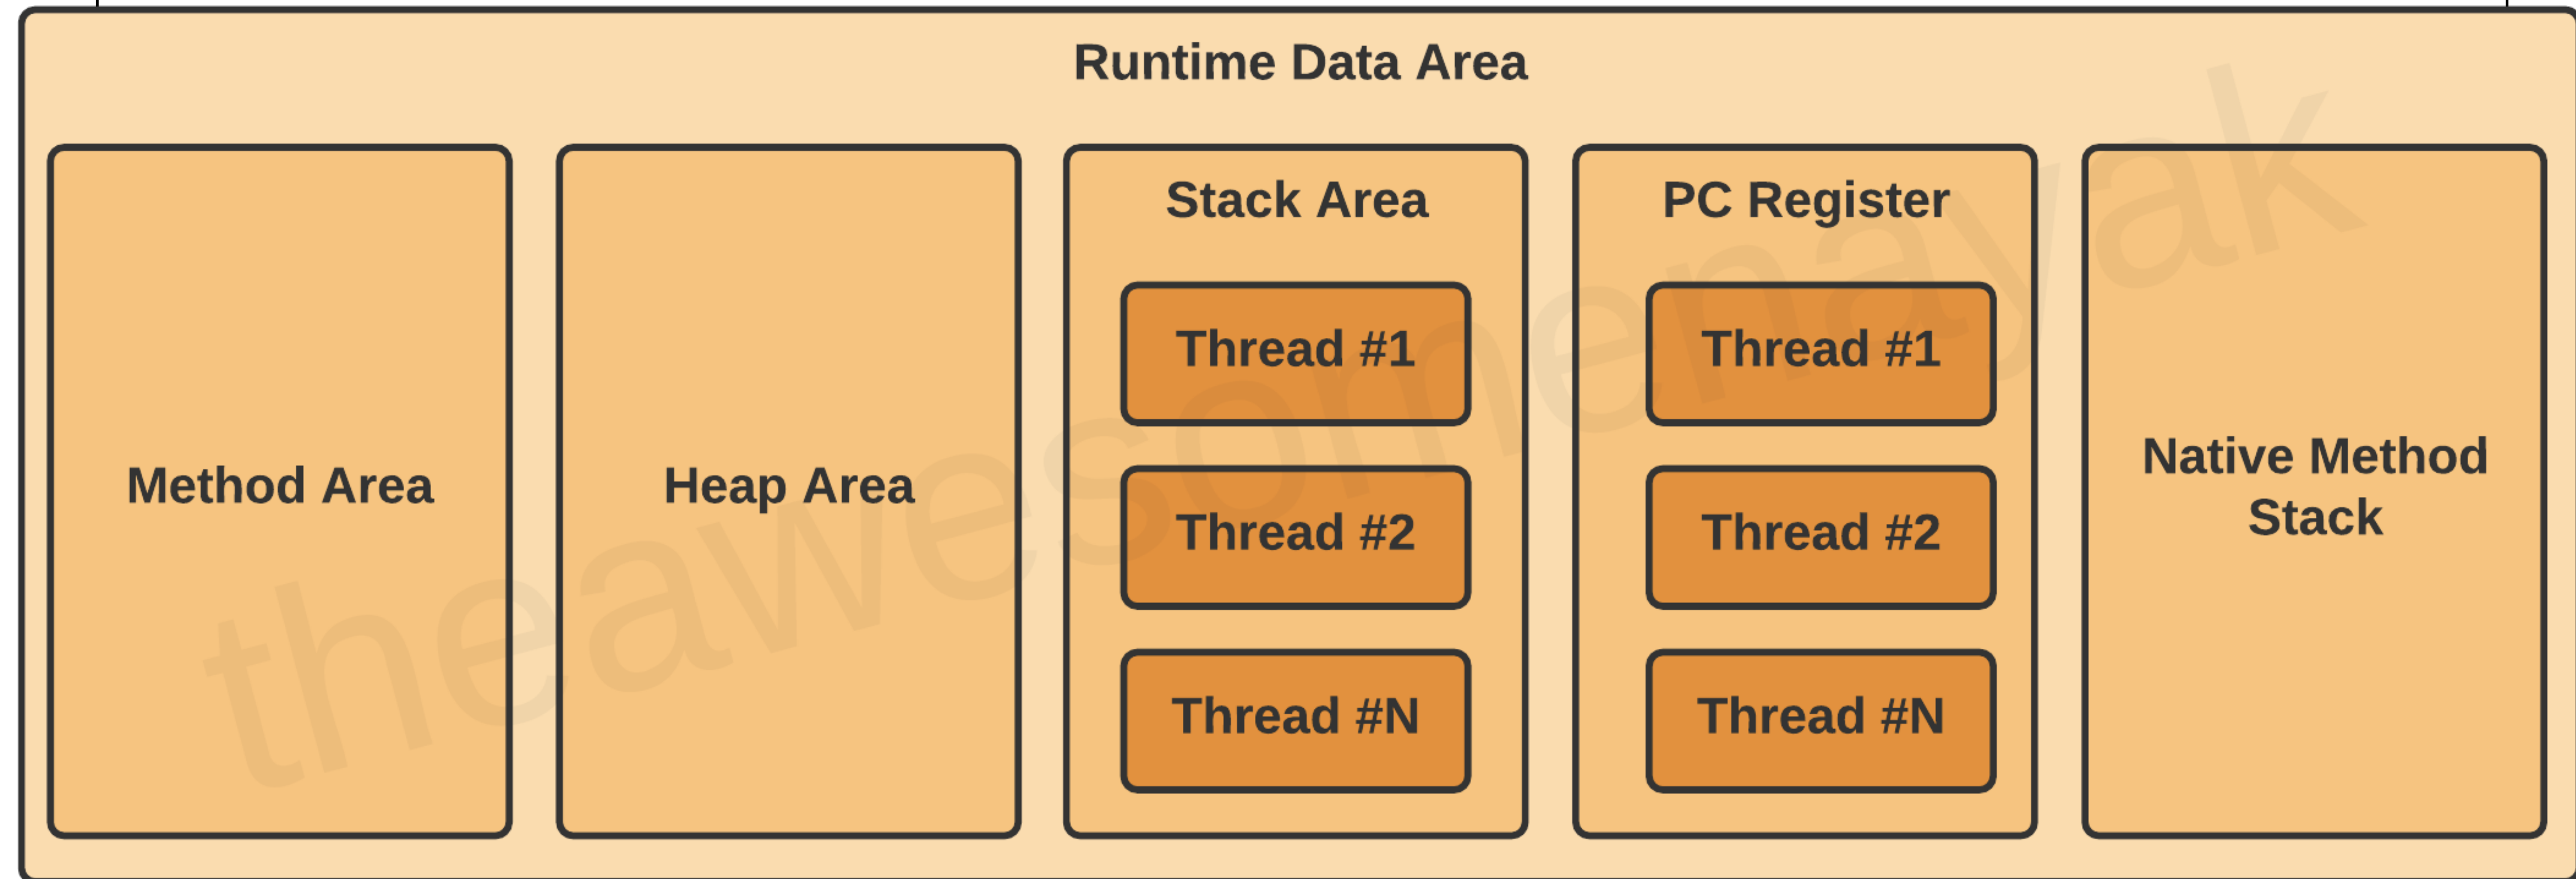 Runtime Data Area
Method Area
Heap Area
Stack Area
Thread #1
Thread #2
Thread #N
PC Register
Thread #1
Thread #2
Thread #N
Native Method
Stack
theawesomenayak